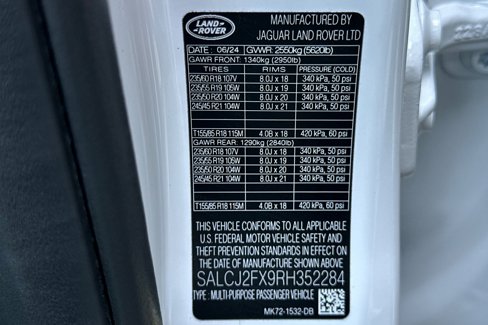 LAND
ROVER
MANUFACTURED BY
JAGUAR LAND ROVER LTD
DATE : 06/24 GVWR: 2550kg (5620lb)
GAWR FRONT: 1340kg (2950lb)
TIRES RIMS PRESSURE (COLD)
235/60 R18 107V 8.0J x 18 340 kPa, 50 psi
235/55 R19 105W 8.0J x 19 340 kPa, 50 psi
235/50 R20 104W 8.0J x 20 340 kPa, 50 psi
245/45 R21 104W 8.0J x 21 340 kPa, 50 psi
T155/85 R18 115M 4.0B x 18 420 kPa, 60 psi
GAWR REAR: 1290kg (2840lb)
235/60 R18 107V 8.0J x 18 340 kPa, 50 psi
235/55 R19 105W 8.0J x 19 340 kPa, 50 psi
235/50 R20 104W 8.0J x 20 340 kPa, 50 psi
245/45 R21 104W 8.0J x 21 340 kPa, 50 psi
T155/85 R18 115M 4.0B x 18 420 kPa, 60 psi
THIS VEHICLE CONFORMS TO ALL APPLICABLE
U.S. FEDERAL MOTOR VEHICLE SAFETY AND
THEFT PREVENTION STANDARDS IN EFFECT ON
THE DATE OF MANUFACTURE SHOWN ABOVE.
SALCJ2FX9RH352284
TYPE: MULTI-PURPOSE PASSENGER VEHICLE
MK72-1532-DB